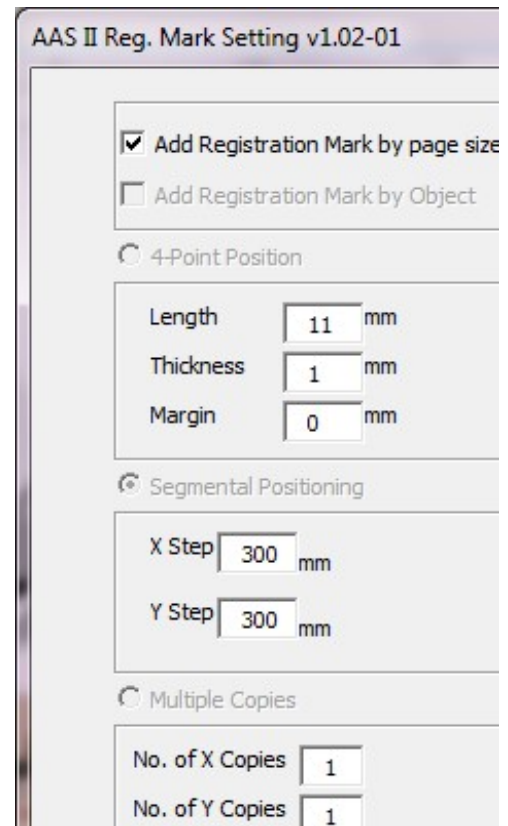 AAS II Reg. Mark Setting v1.02-01
Add Registration Mark by page size
Add Registration Mark by Object
4-Point Position
Length 11 mm
Thickness 1 mm
Margin 0 mm
Segmental Positioning
X Step 300 mm
Y Step 300 mm
Multiple Copies
No. of X Copies 1
No. of Y Copies 1